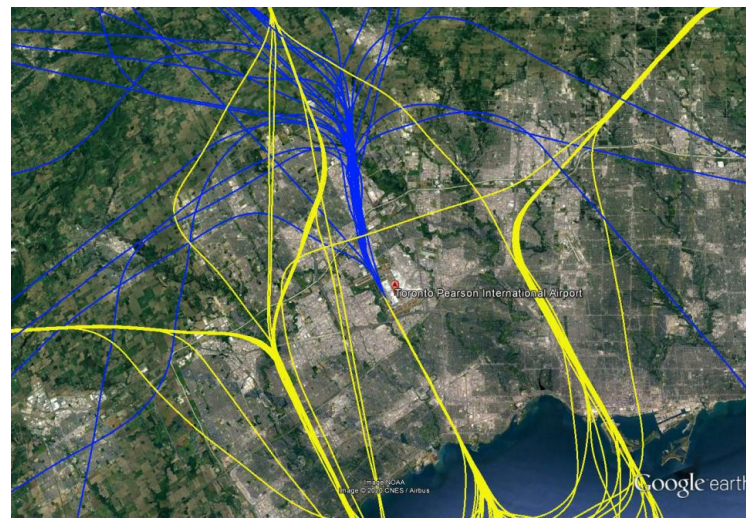 Toronto Pearson International Airport
Image NOAA
Image © 2020 CNES / Airbus
Google earth